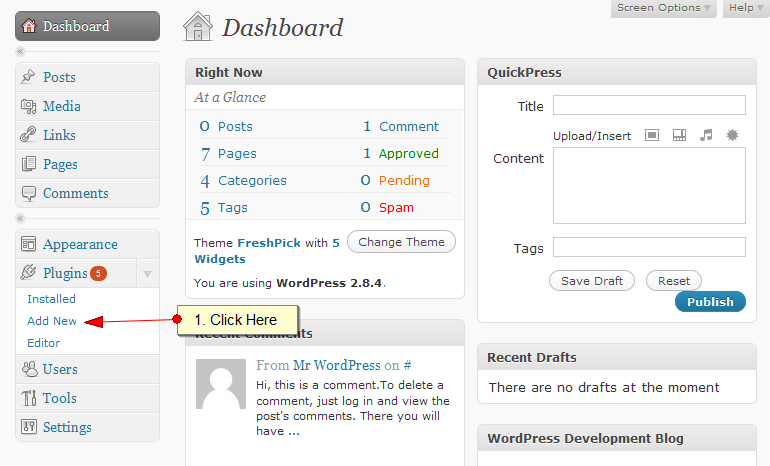 Screen Options Help
Dashboard
Dashboard
Posts
Media
Links
Pages
Comments
Appearance
Plugins 5
Installed
Add New
Editor
Users
Tools
Settings
1. Click Here
Right Now
At a Glance
0 Posts 1 Comment
7 Pages 1 Approved
4 Categories 0 Pending
5 Tags 0 Spam
Theme FreshPick with 5
Widgets
Change Theme
You are using WordPress 2.8.4.
Recent Comments
From Mr WordPress on #
Hi, this is a comment.To delete a
comment, just log in and view the
post's comments. There you will
have ...
QuickPress
Title
Upload/Insert
Content
Tags
Save Draft Reset
Publish
Recent Drafts
There are no drafts at the moment
WordPress Development Blog